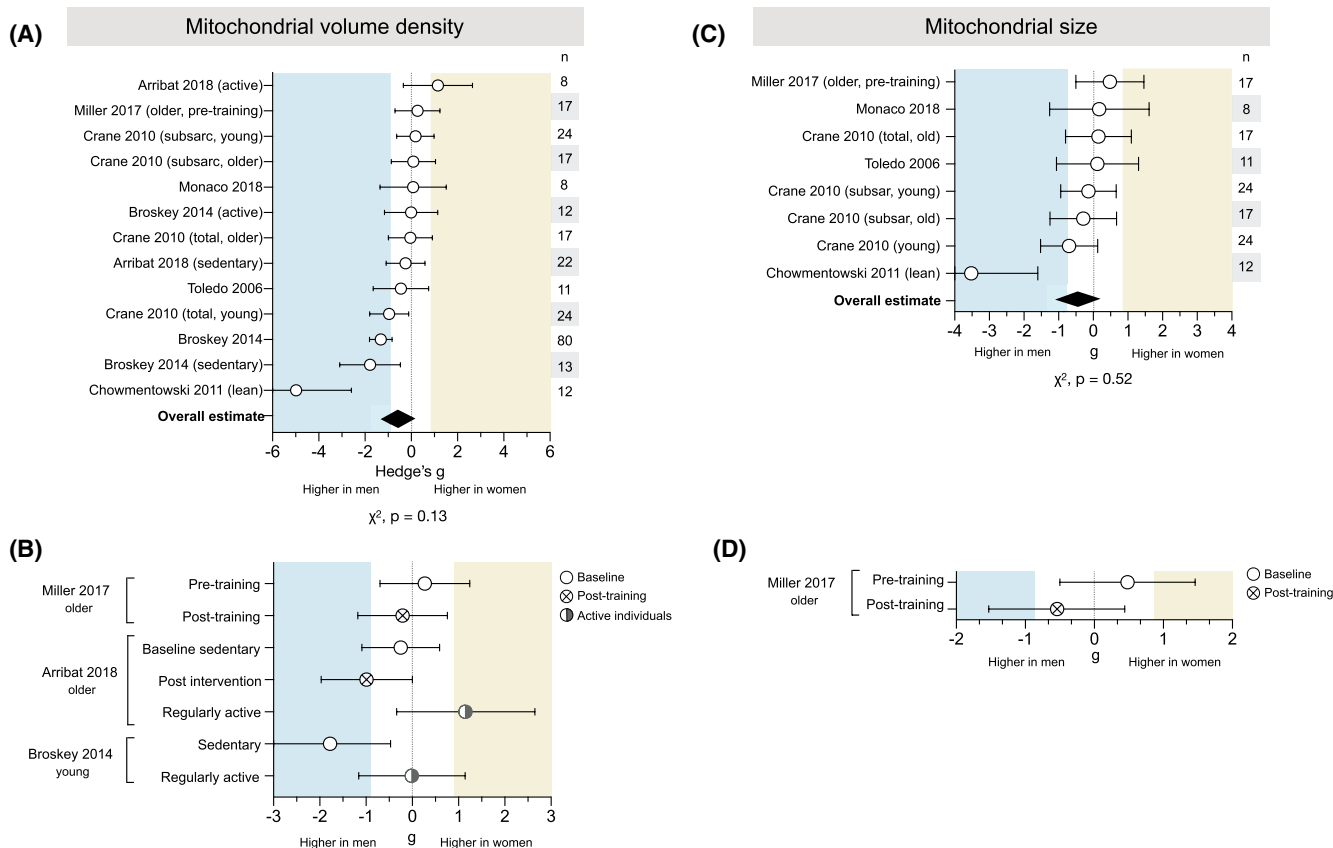 (A)
Mitochondrial volume density
n
Arribat 2018 (active) 8
Miller 2017 (older, pre-training) 17
Crane 2010 (subsarc, young) 24
Crane 2010 (subsarc, older) 17
Monaco 2018 8
Broskey 2014 (active) 12
Crane 2010 (total, older) 17
Arribat 2018 (sedentary) 22
Toledo 2006 11
Crane 2010 (total, young) 24
Broskey 2014 80
Broskey 2014 (sedentary) 13
Chowmentowski 2011 (lean) 12
Overall estimate
-6 -4 -2 0 2 4 6
Hedge's g
Higher in men Higher in women
χ², p = 0.13
(C)
Mitochondrial size
n
Miller 2017 (older, pre-training) 17
Monaco 2018 8
Crane 2010 (total, old) 17
Toledo 2006 11
Crane 2010 (subsar, young) 24
Crane 2010 (subsar, old) 17
Crane 2010 (young) 24
Chowmentowski 2011 (lean) 12
Overall estimate
-4 -3 -2 -1 0 1 2 3 4
Higher in men g Higher in women
χ², p = 0.52
(B)
Miller 2017
older
Pre-training
Post-training
Arribat 2018
older
Baseline sedentary
Post intervention
Regularly active
Broskey 2014
young
Sedentary
Regularly active
Baseline
Post-training
Active individuals
-3 -2 -1 0 1 2 3
g
Higher in men Higher in women
(D)
Miller 2017
older
Pre-training
Post-training
Baseline
Post-training
-2 -1 0 1 2
g
Higher in men Higher in women